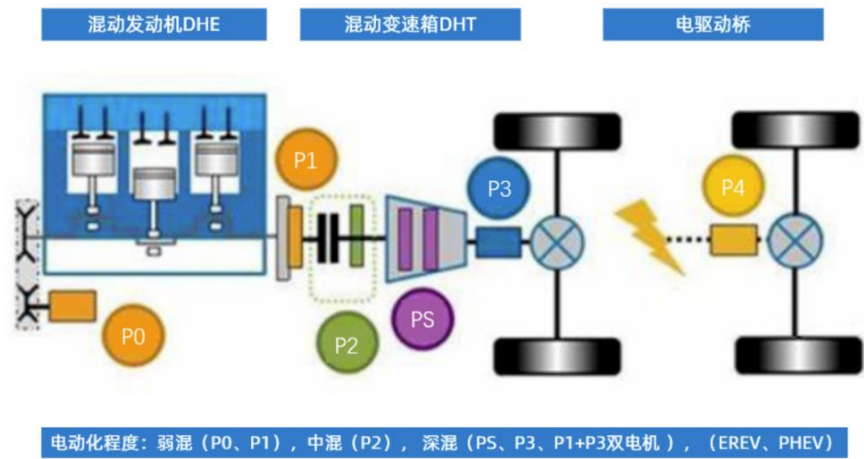 混动发动机DHE
混动变速箱DHT
电驱动桥
P1
P3
P4
P0
P2
PS
电动化程度：弱混（P0、P1），中混（P2），深混（PS、P3、P1+P3双电机 ），（EREV、PHEV）